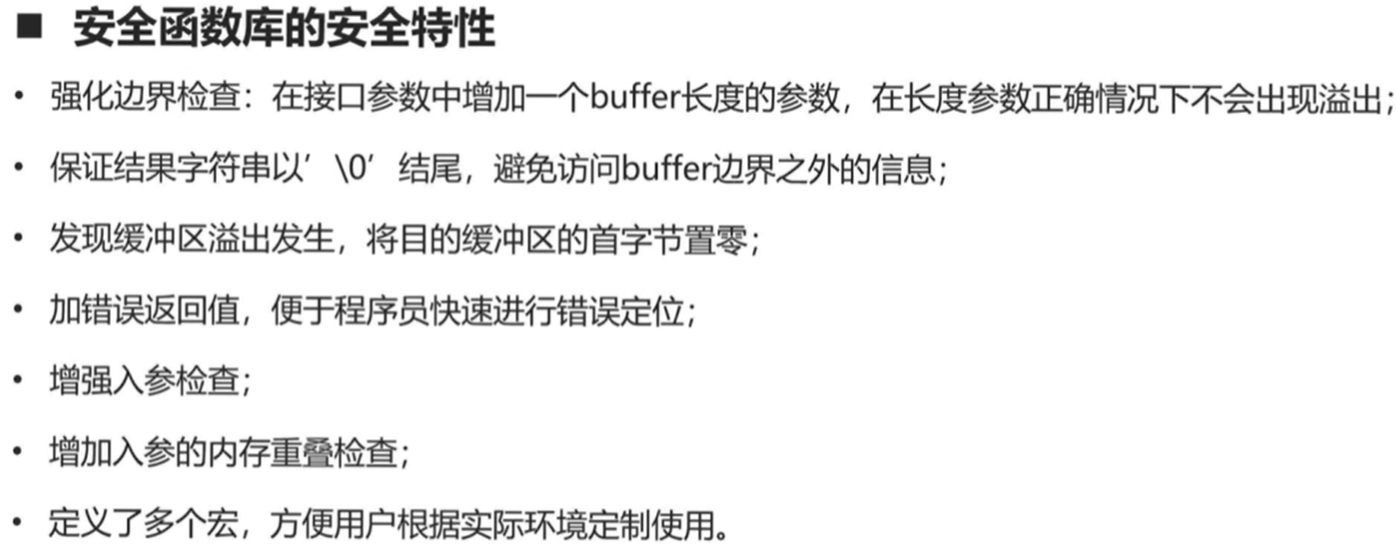 ■ 安全函数库的安全特性
• 强化边界检查：在接口参数中增加一个buffer长度的参数，在长度参数正确情况下不会出现溢出；
• 保证结果字符串以’\0’结尾，避免访问buffer边界之外的信息；
• 发现缓冲区溢出发生，将目的缓冲区的首字节置零；
• 加错误返回值，便于程序员快速进行错误定位；
• 增强入参检查；
• 增加入参的内存重叠检查；
• 定义了多个宏，方便用户根据实际环境定制使用。